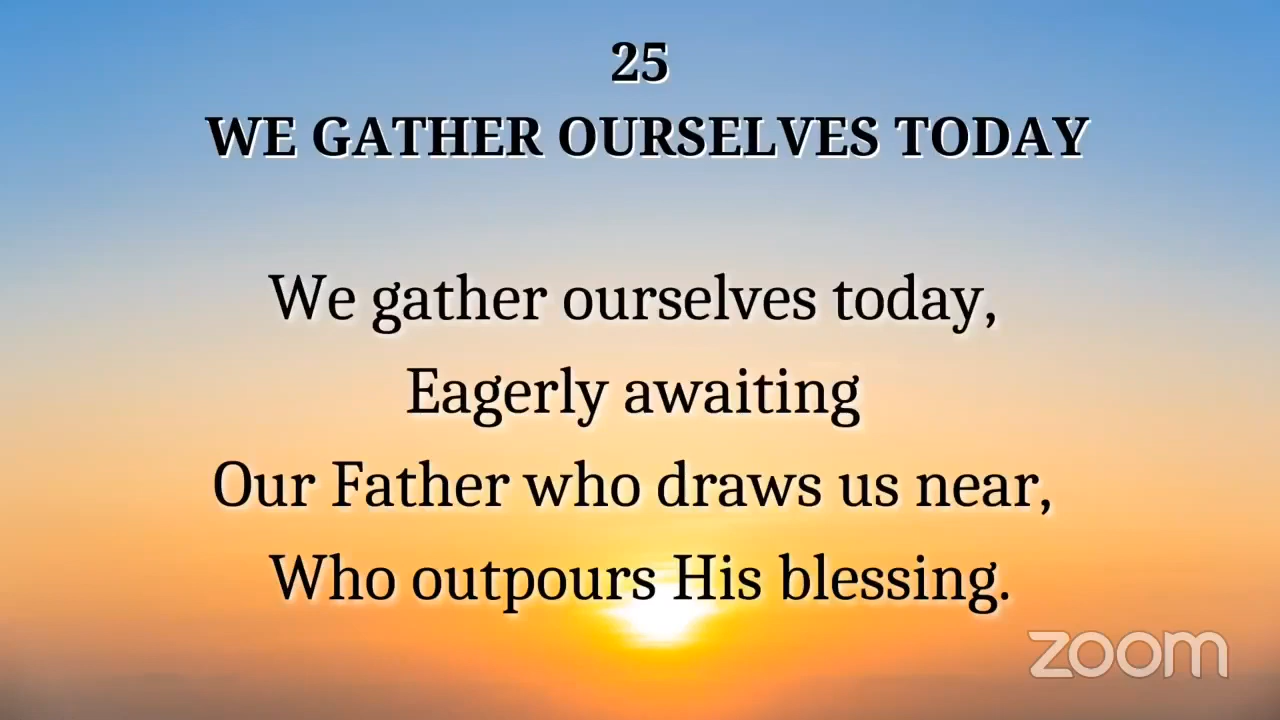 25
WE GATHER OURSELVES TODAY
We gather ourselves today,
Eagerly awaiting
Our Father who draws us near,
Who outpours His blessing.
zoom